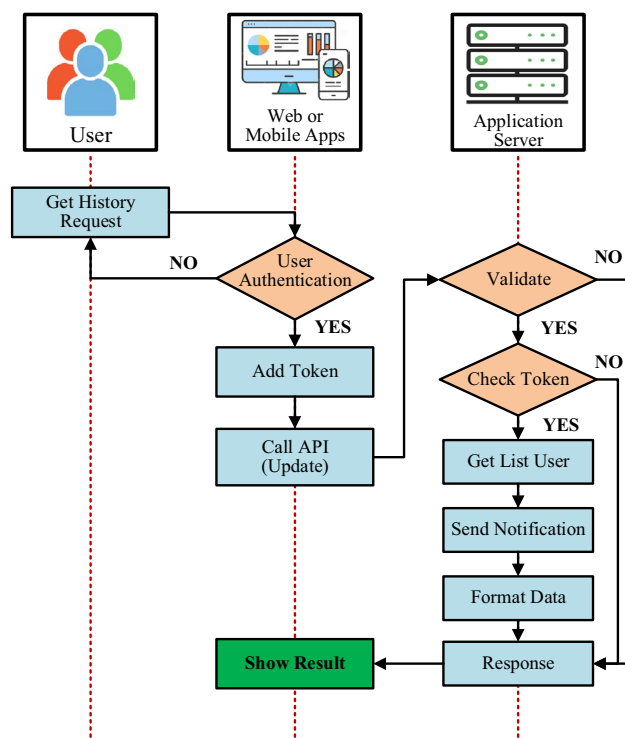 User
Web or
Mobile Apps
Application
Server
Get History
Request
NO
User
Authentication
YES
Validate
NO
YES
Add Token
Check Token
NO
YES
Call API
(Update)
Get List User
Send Notification
Format Data
Show Result
Response